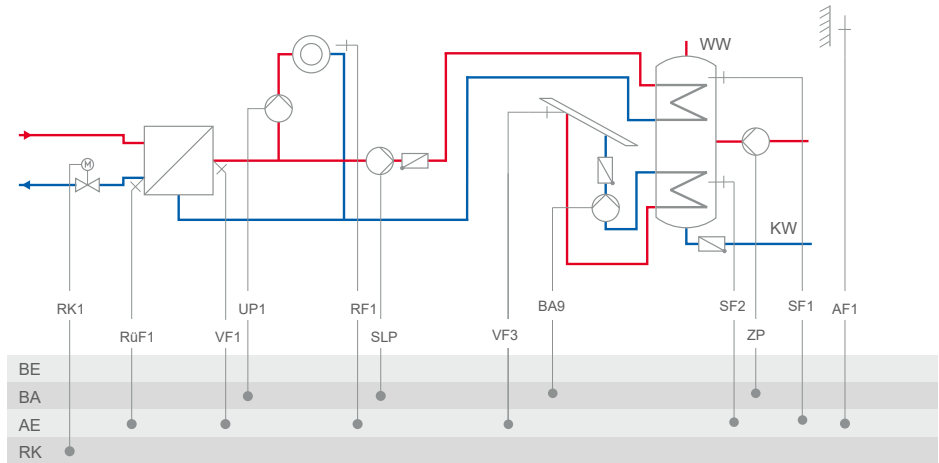 WW
M
KW
RK1
UP1
RF1
BA9
SF2
SF1
AF1
RüF1
VF1
SLP
VF3
ZP
BE
BA
AE
RK